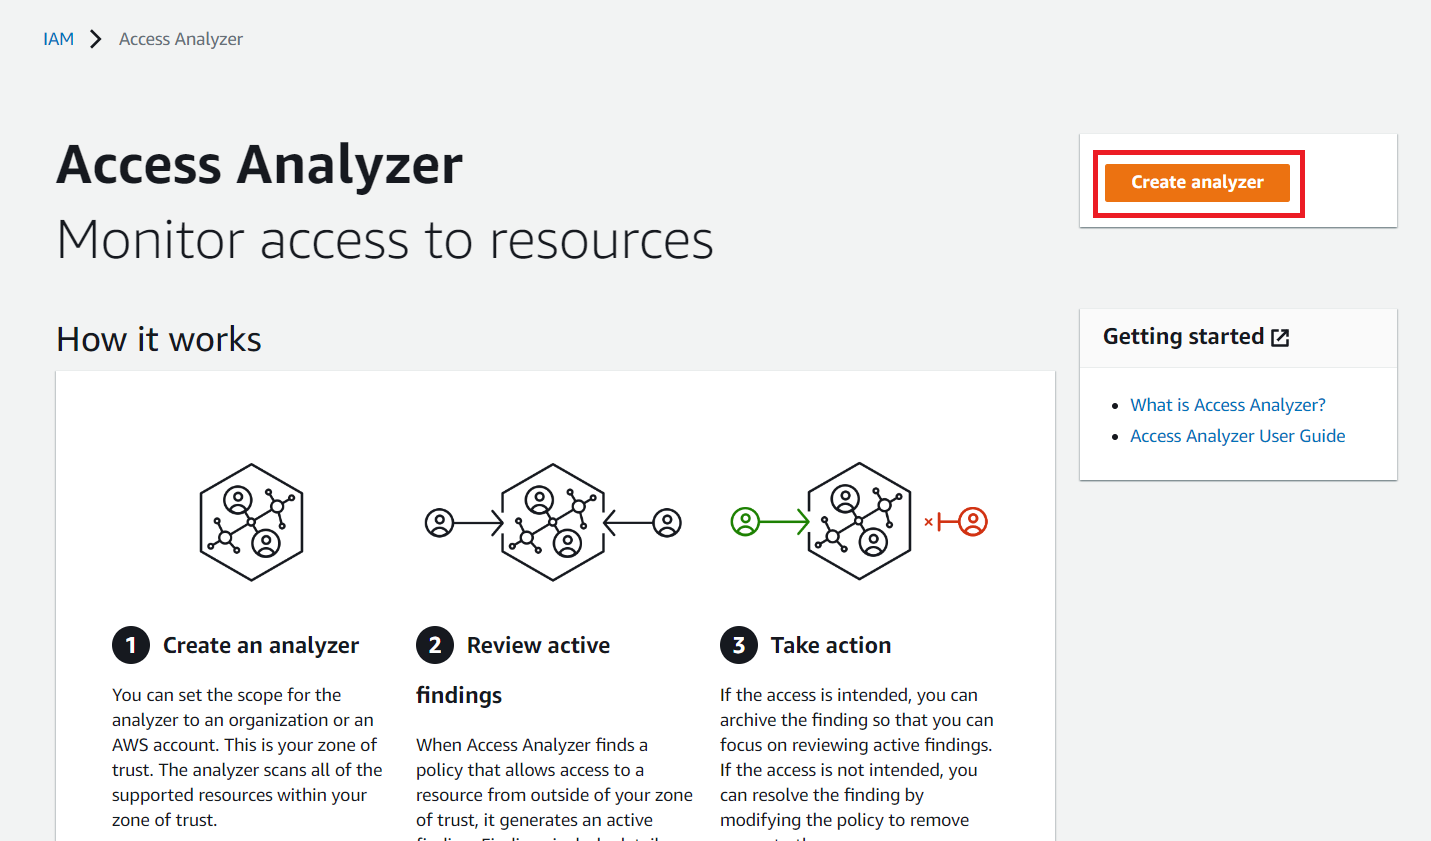 IAM Access Analyzer
Access Analyzer
Monitor access to resources
Create analyzer
How it works
Getting started
What is Access Analyzer?
Access Analyzer User Guide
1 Create an analyzer
You can set the scope for the
analyzer to an organization or an
AWS account. This is your zone of
trust. The analyzer scans all of the
supported resources within your
zone of trust.
2 Review active
findings
When Access Analyzer finds a
policy that allows access to a
resource from outside of your zone
of trust, it generates an active
3 Take action
If the access is intended, you can
archive the finding so that you can
focus on reviewing active findings.
If the access is not intended, you
can resolve the finding by
modifying the policy to remove